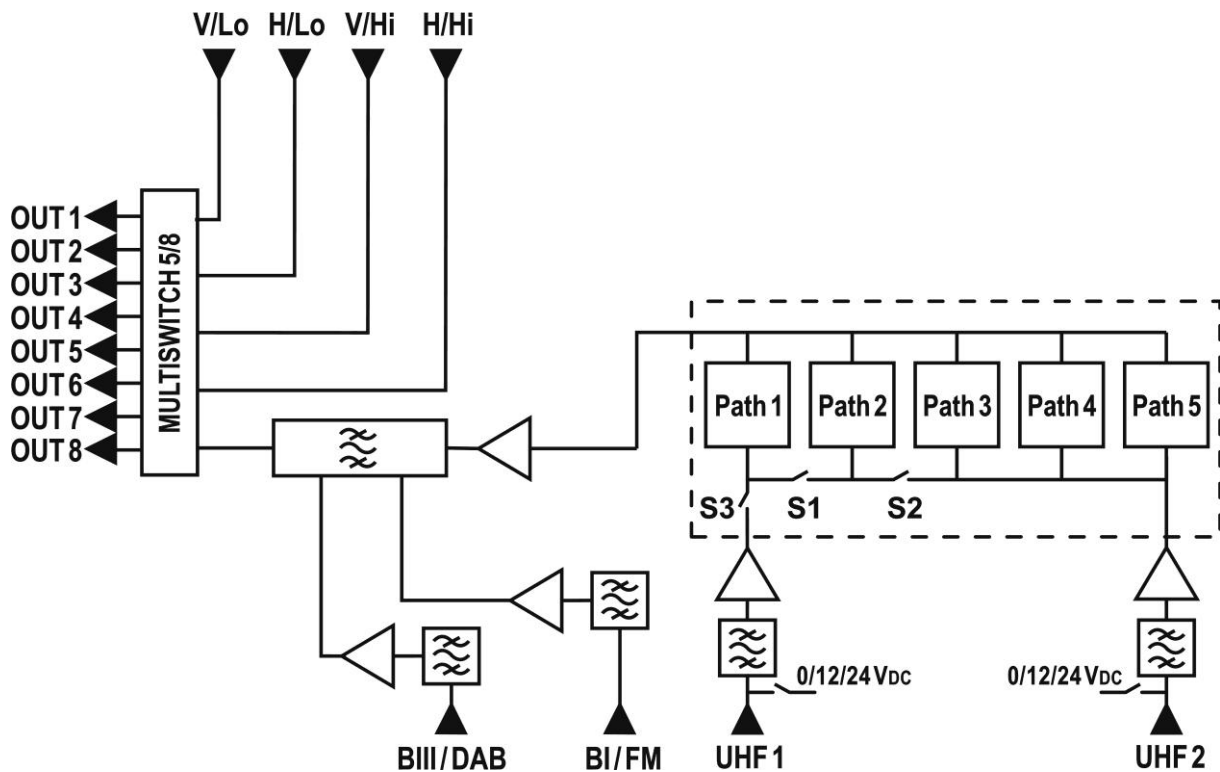 V/Lo H/Lo V/Hi H/Hi
OUT 1
OUT 2
OUT 3
OUT 4
OUT 5
OUT 6
OUT 7
OUT 8
MULTISWITCH 5/8
Path 1 Path 2 Path 3 Path 4 Path 5
S3 S1 S2
0/12/24 VDC 0/12/24 VDC
BIII/DAB BI/FM UHF 1 UHF 2